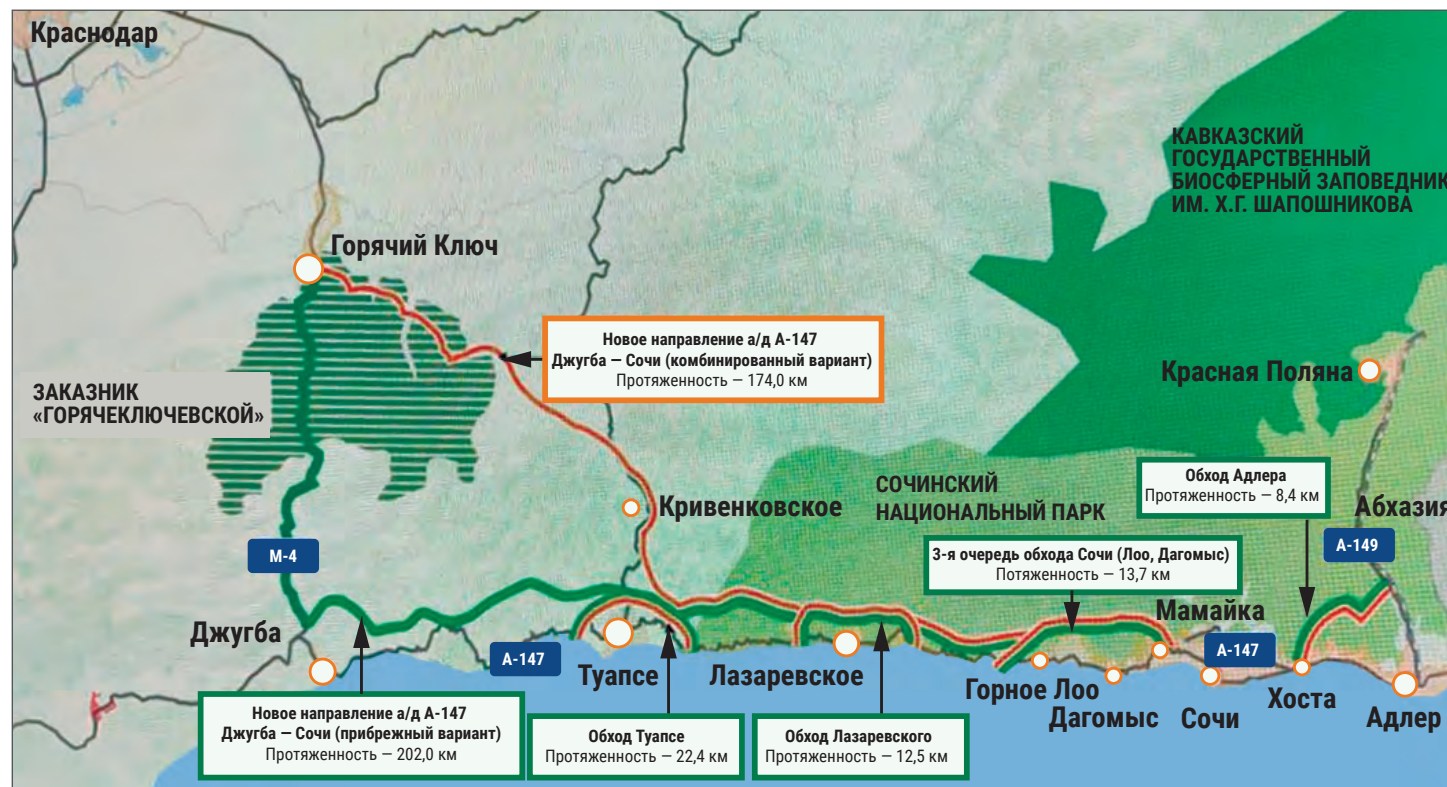 Краснодар
КАВКАЗСКИЙ
ГОСУДАРСТВЕННЫЙ
БИОСФЕРНЫЙ ЗАПОВЕДНИК
ИМ. Х.Г. ШАПОШНИКОВА
Горячий Ключ
Новое направление а/д А-147
Джугба — Сочи (комбинированный вариант)
Протяженность — 174,0 км
Красная Поляна
ЗАКАЗНИК
«ГОРЯЧЕКЛЮЧЕВСКОЙ»
Обход Адлера
Протяженность — 8,4 км
СОЧИНСКИЙ
НАЦИОНАЛЬНЫЙ ПАРК
Кривенковское
Абхазия
М-4
А-149
3-я очередь обхода Сочи (Лоо, Дагомыс)
Потяженность — 13,7 км
Мамайка
Джугба
А-147
А-147
Туапсе
Лазаревское
Горное Лоо
Дагомыс
Сочи
Хоста
Адлер
Новое направление а/д А-147
Джугба — Сочи (прибрежный вариант)
Протяженность — 202,0 км
Обход Туапсе
Протяженность — 22,4 км
Обход Лазаревского
Протяженность — 12,5 км